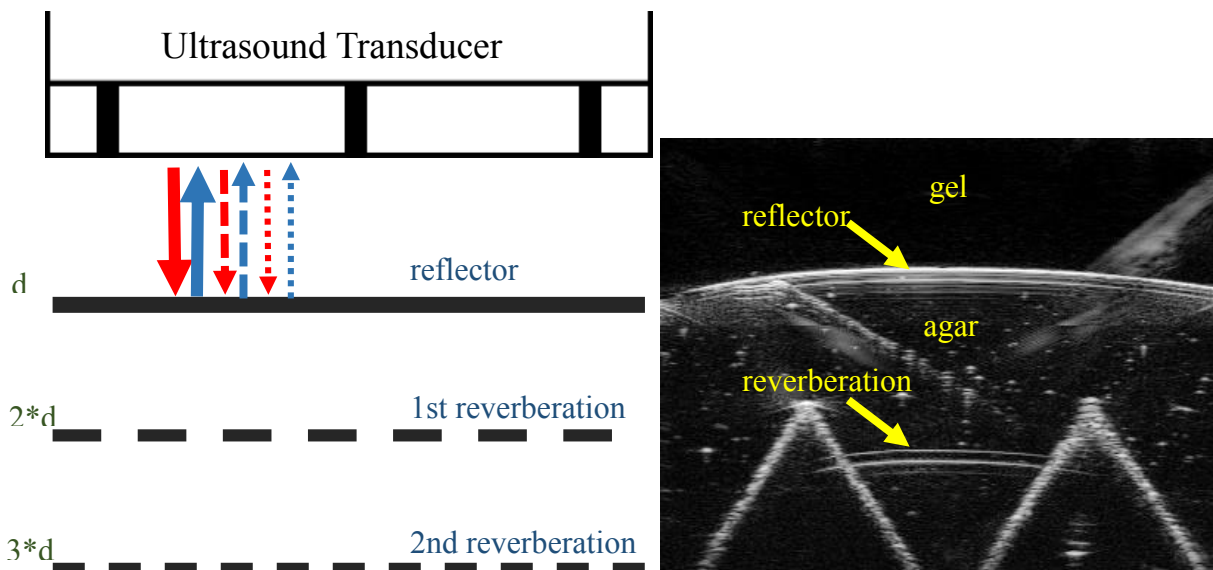 Ultrasound Transducer
d
reflector
2*d
1st reverberation
3*d
2nd reverberation
gel
reflector
agar
reverberation